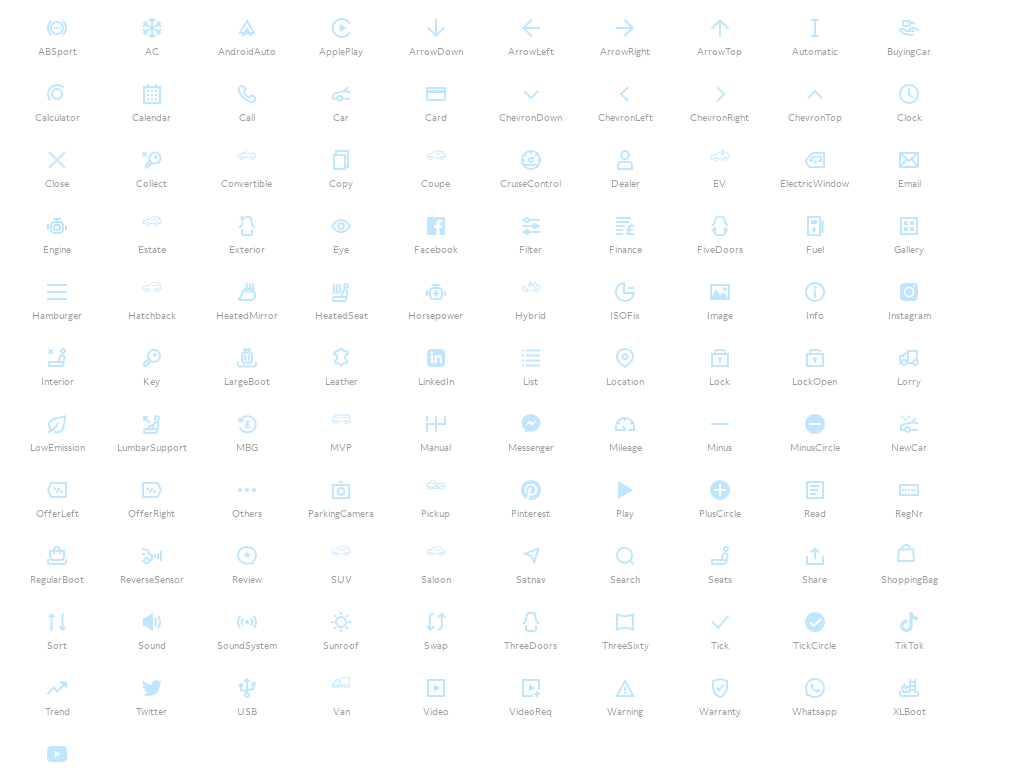 ABSport AC AndroidAuto ApplePlay ArrowDown ArrowLeft ArrowRight ArrowTop Automatic BuyingCar
Calculator Calendar Call Car Card ChevronDown ChevronLeft ChevronRight ChevronTop Clock
Close Collect Convertible Copy Coupe CruiseControl Dealer EV ElectricWindow Email
Engine Estate Exterior Eye Facebook Filter Finance FiveDoors Fuel Gallery
Hamburger Hatchback HeatedMirror HeatedSeat Horsepower Hybrid ISOFix Image Info Instagram
Interior Key LargeBoot Leather LinkedIn List Location Lock LockOpen Lorry
LowEmission LumbarSupport MBG MVP Manual Messenger Mileage Minus MinusCircle NewCar
OfferLeft OfferRight Others ParkingCamera Pickup Pinterest Play PlusCircle Read RegNr
RegularBoot ReverseSensor Review SUV Saloon Satnav Search Seats Share ShoppingBag
Sort Sound SoundSystem Sunroof Swap ThreeDoors ThreeSixty Tick TickCircle TikTok
Trend Twitter USB Van Video VideoReq Warning Warranty Whatsapp XLBoot